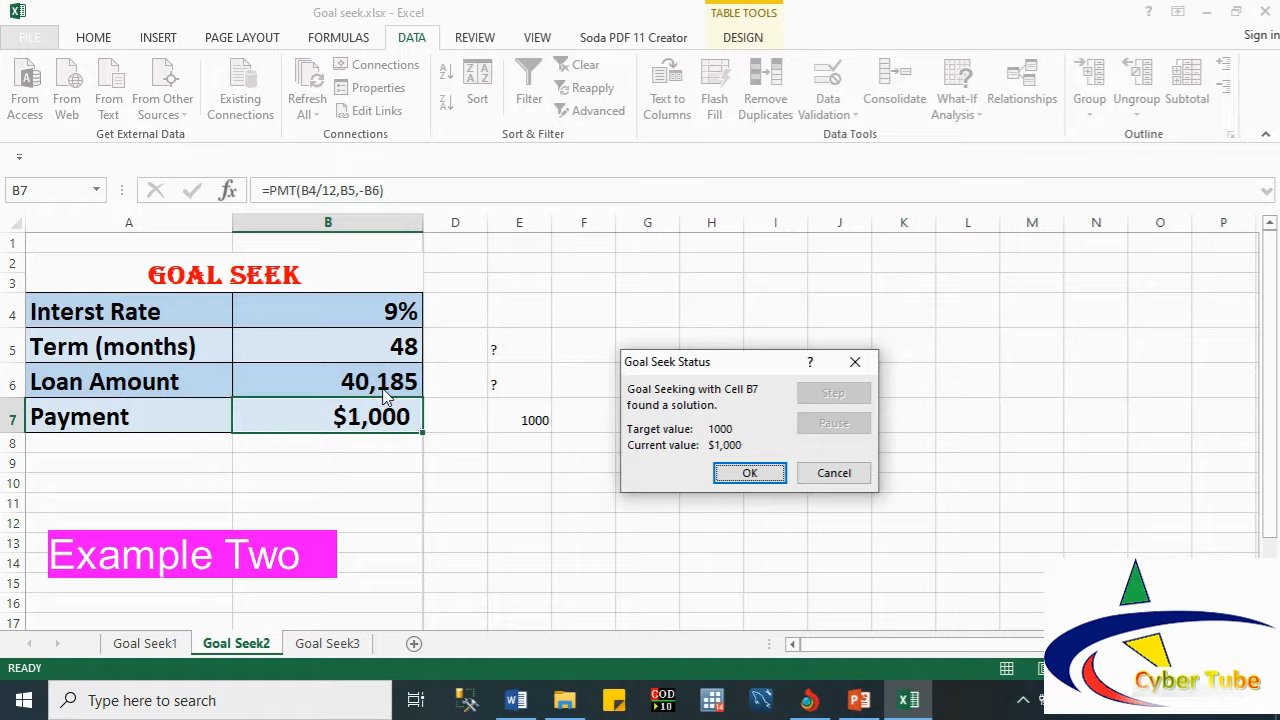 Goal seek.xlsx - Excel
TABLE TOOLS
?
FILE
HOME
INSERT
PAGE LAYOUT
FORMULAS
DATA
REVIEW
VIEW
Soda PDF 11 Creator
DESIGN
Sign in
From Access
From Web
From Text
From Other Sources
Existing Connections
Refresh All
Connections
Properties
Edit Links
Sort
Filter
Clear
Reapply
Advanced
Text to Columns
Flash Fill
Remove Duplicates
Data Validation
Consolidate
What-If Analysis
Relationships
Group
Ungroup
Subtotal
Get External Data
Connections
Sort & Filter
Data Tools
Outline
B7
fx
=PMT(B4/12,B5,-B6)
A B D E F G H I J K L M N O P
1
2
GOAL SEEK
3
4 Interst Rate 9%
5 Term (months) 48 ?
6 Loan Amount 40,185 ?
7 Payment $1,000 1000
8
9
10
11
12
13
14
15
16
17
Goal Seek Status
?
Goal Seeking with Cell B7
found a solution.
Target value: 1000
Current value: $1,000
Step
Pause
OK
Cancel
Example Two
Goal Seek1
Goal Seek2
Goal Seek3
READY
Cyber Tube
Type here to search